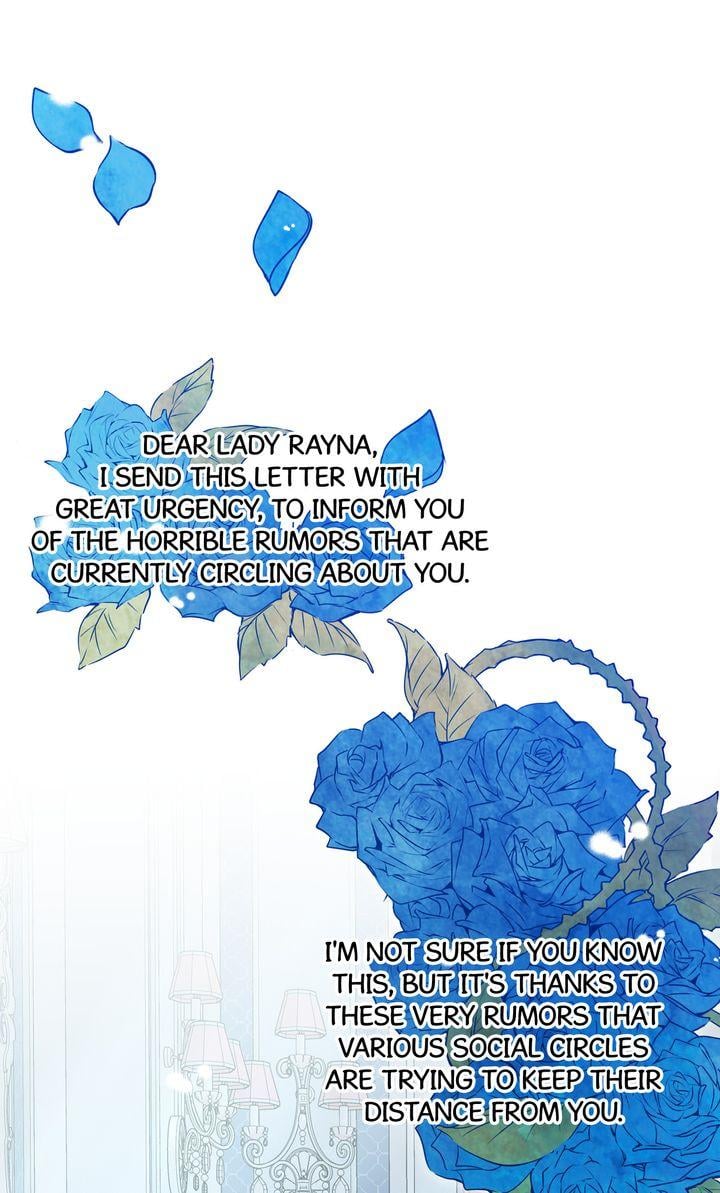 DEAR LADY RAYNA,
I SEND THIS LETTER WITH
GREAT URGENCY, TO INFORM YOU
OF THE HORRIBLE RUMORS THAT ARE
CURRENTLY CIRCLING ABOUT YOU.
I'M NOT SURE IF YOU KNOW
THIS, BUT IT'S THANKS TO
THESE VERY RUMORS THAT
VARIOUS SOCIAL CIRCLES
ARE TRYING TO KEEP THEIR
DISTANCE FROM YOU.